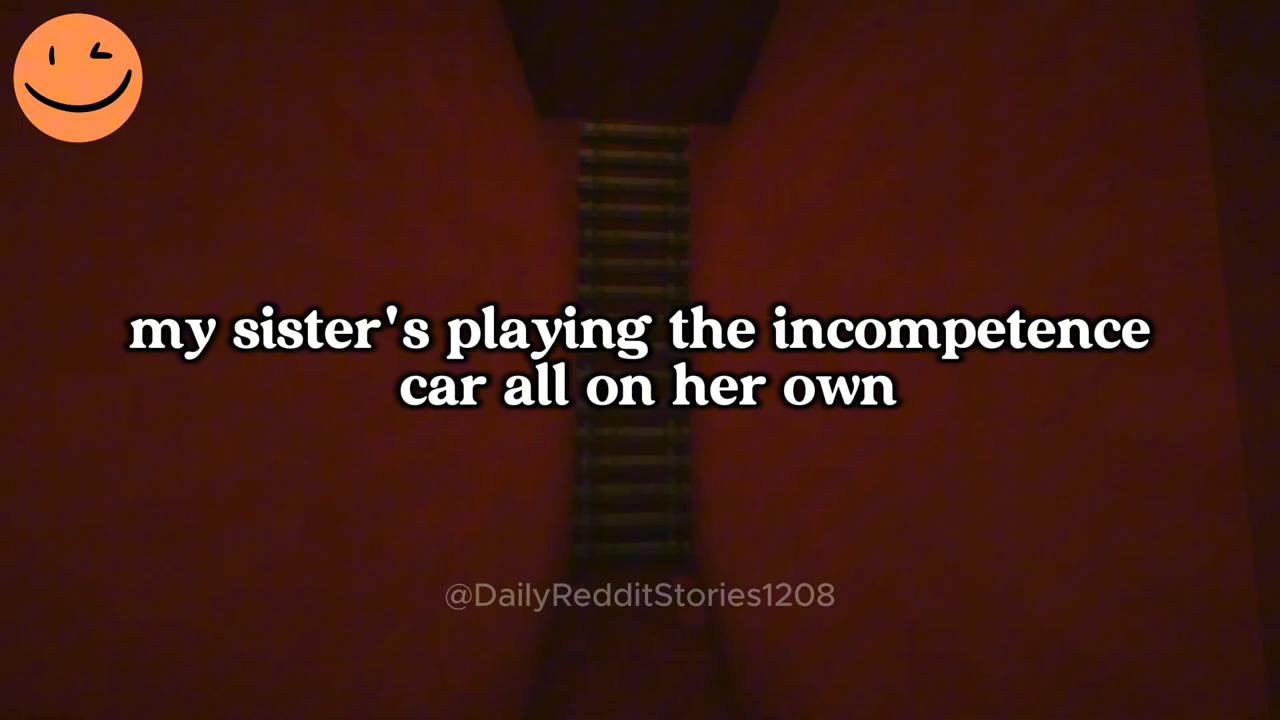 my sister's playing the incompetence
car all on her own
@DailyRedditStories1208